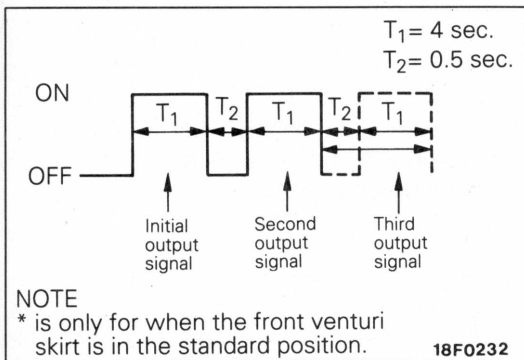 T1= 4 sec.
T2= 0.5 sec.
ON
T1 T2 T1 T2 T1
OFF
Initial
output
signal
Second
output
signal
Third
output
signal
NOTE
* is only for when the front venturi
skirt is in the standard position.
18F0232